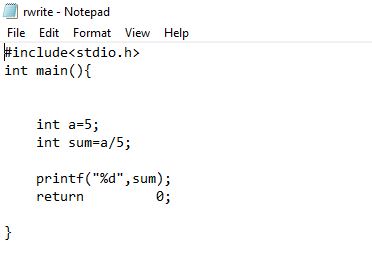 rwrite - Notepad
File Edit Format View Help
#include<stdio.h>
int main(){
    int a=5;
    int sum=a/5;
    printf("%d",sum);
    return          0;
}